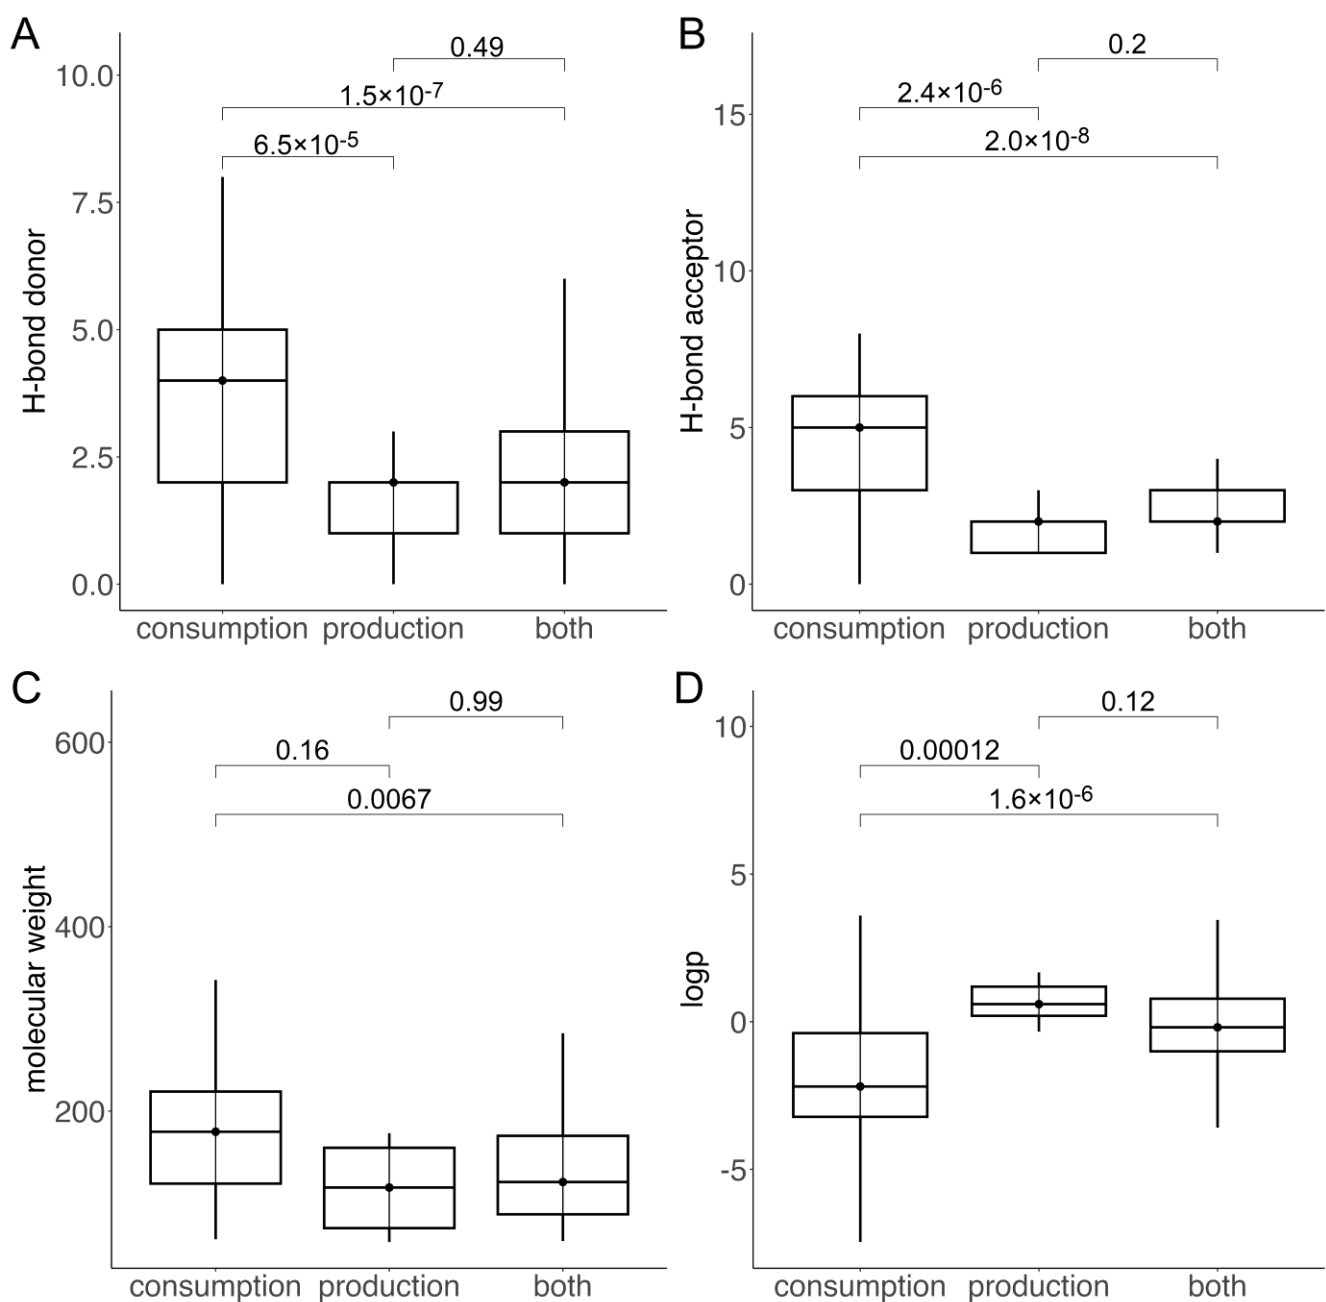 A
H-bond donor
10.0
7.5
5.0
2.5
0.0
0.49
1.5×10-7
6.5×10-5
consumption production both
B
H-bond acceptor
15
10
5
0
0.2
2.4×10-6
2.0×10-8
consumption production both
C
molecular weight
600
400
200
0.99
0.16
0.0067
consumption production both
D
logp
10
5
0
-5
0.12
0.00012
1.6×10-6
consumption production both